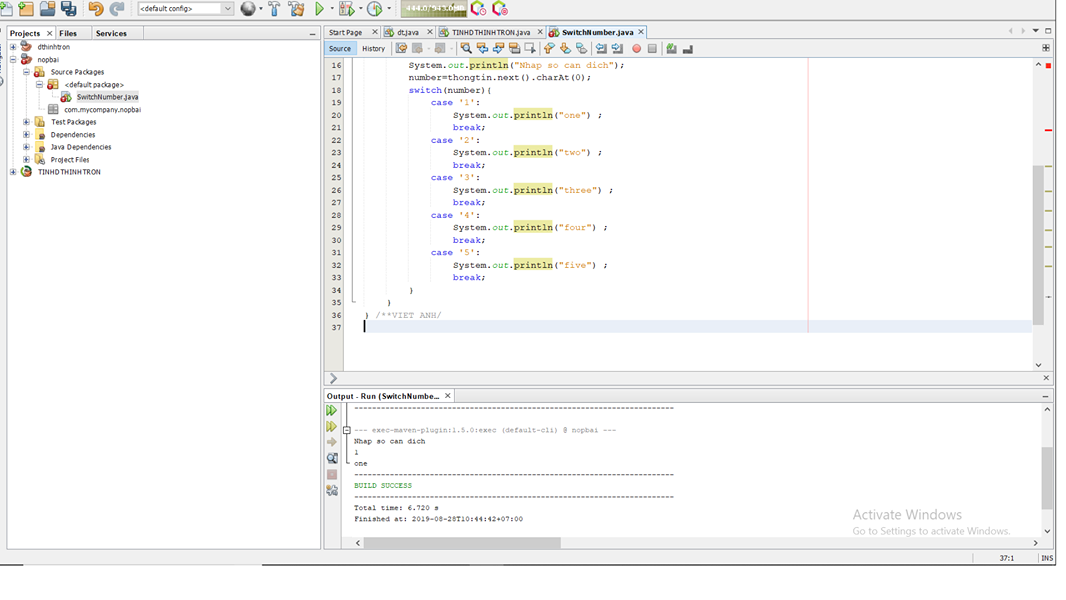 <default config>
444.0/943.0MB
Projects
Files
Services
dthinhtron
nopbai
Source Packages
<default package>
SwitchNumber.java
com.mycompany.nopbai
Test Packages
Dependencies
Java Dependencies
Project Files
TINHDTHINHTRON
Start Page
dt.java
TINHDTHINHTRON.java
SwitchNumber.java
Source
History
16 System.out.println("Nhap so can dich");
17 number=thongtin.next().charAt(0);
18 switch(number){
19 case '1':
20 System.out.println("one") ;
21 break;
22 case '2':
23 System.out.println("two") ;
24 break;
25 case '3':
26 System.out.println("three") ;
27 break;
28 case '4':
29 System.out.println("four") ;
30 break;
31 case '5':
32 System.out.println("five") ;
33 break;
34 }
35 }
36 } /**VIET ANH/
37
Output - Run (SwitchNumbe...
------------------------------------------------------------------------
--- exec-maven-plugin:1.5.0:exec (default-cli) @ nopbai ---
Nhap so can dich
1
one
------------------------------------------------------------------------
BUILD SUCCESS
------------------------------------------------------------------------
Total time: 6.720 s
Finished at: 2019-08-28T10:44:42+07:00
Activate Windows
Go to Settings to activate Windows.
37:1
INS